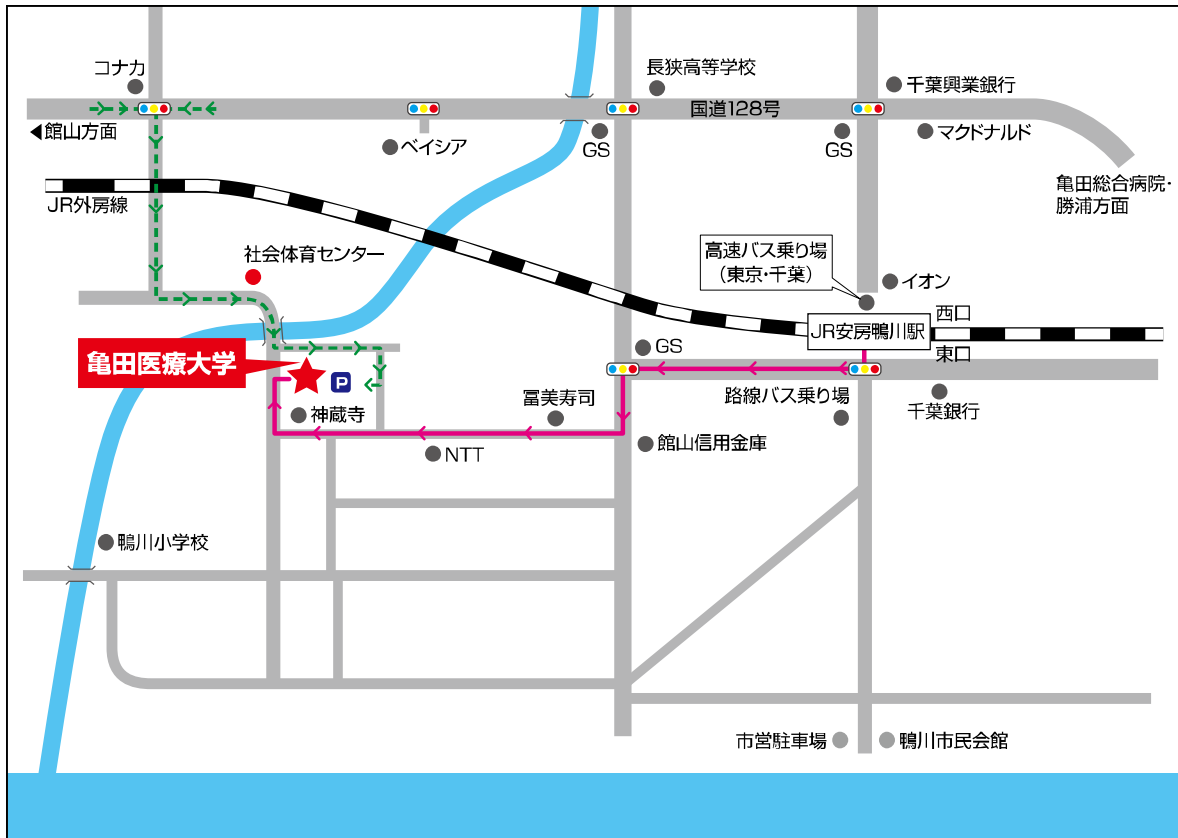 コナカ
長狭高等学校
千葉興業銀行
国道128号
◀館山方面
ベイシア
GS
GS
マクドナルド
亀田総合病院・
勝浦方面
JR外房線
社会体育センター
高速バス乗り場
（東京・千葉）
イオン
西口
JR安房鴨川駅
東口
GS
亀田医療大学
P
神蔵寺
冨美寿司
路線バス乗り場
千葉銀行
NTT
館山信用金庫
鴨川小学校
市営駐車場
鴨川市民会館